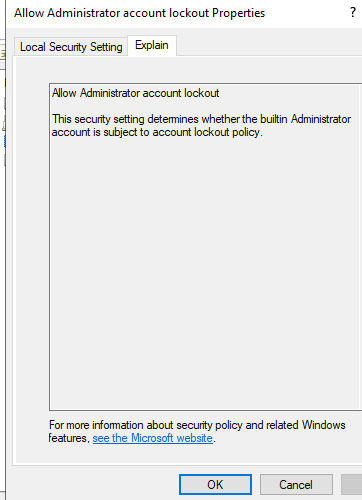 Allow Administrator account lockout Properties ?
Local Security Setting Explain
Allow Administrator account lockout
This security setting determines whether the builtin Administrator
account is subject to account lockout policy.
For more information about security policy and related Windows
features, see the Microsoft website.
OK Cancel